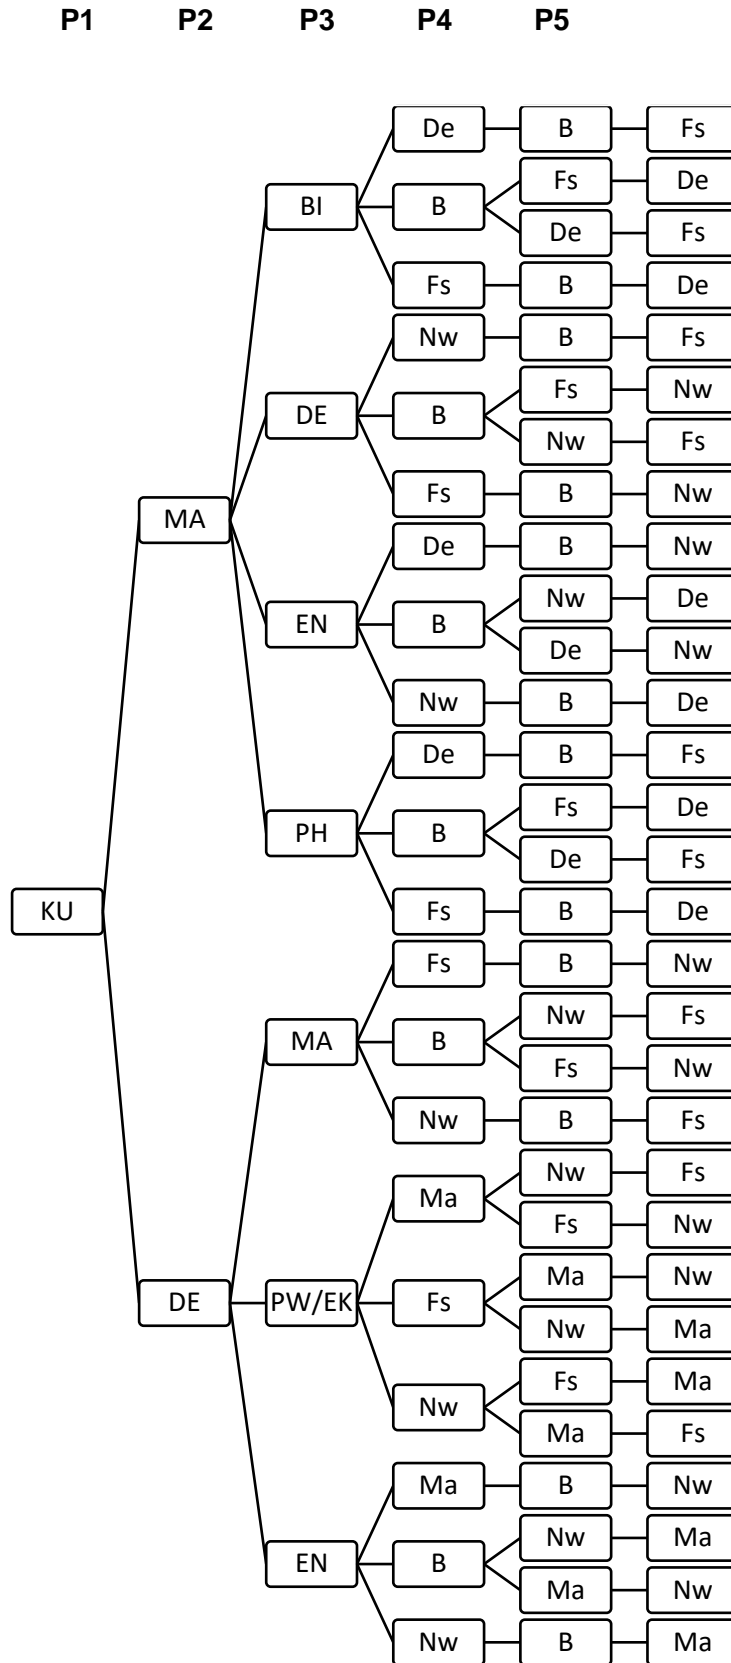 P1 P2 P3 P4 P5
De B Fs
Fs De
BI B
De Fs
Fs B De
Nw B Fs
Fs Nw
DE B
Nw Fs
Fs B Nw
MA
De B Nw
Nw De
EN B
De Nw
Nw B De
De B Fs
Fs De
PH B
De Fs
KU Fs B De
Fs B Nw
Nw Fs
MA B
Fs Nw
Nw B Fs
Nw Fs
Ma
Fs Nw
Ma Nw
DE PW/EK Fs
Nw Ma
Fs Ma
Nw
Ma Fs
Ma B Nw
Nw Ma
EN B
Ma Nw
Nw B Ma